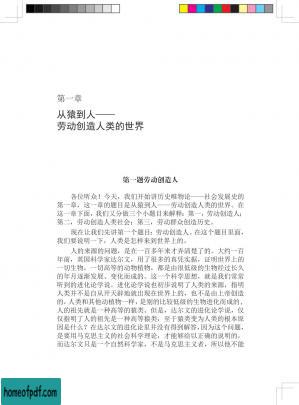 第一章
从猿到人——
劳动创造人类的世界
第一题劳动创造人
各位听众！今天，我们开始讲历史唯物论——社会发展史的
第一章，这一章的题目是从猿到人——劳动创造人类的世界。在
这一章下面，我们又分做三个小题目来解释：第一，劳动创造人；
第二，劳动创造人类社会；第三，劳动群众创造历史。
现在让我们先讲第一个题目：劳动创造人。在这个题目里面，
我们要说明一下，人类是怎样来到世界上的。
人的来源的问题，是在一百多年来才弄清楚了的。大约一百
年前，英国科学家达尔文，用了很多的真凭实据，证明世界上的
一切生物，一切高等的动植物，都是由很低级的生物经过长久
的年月逐渐发展、变化而成的。这一个科学思想，就是我们常常
听到的进化论学说。进化论学说也初步说明了人类的来源，指明
人类并不是自从开天辟地就出现在世界上的，也不是由上帝创造
的，人类和其他动植物一样，是别的比较低级的生物进化而成的，
人的祖先就是一种高等的猿类。但是，达尔文的进化论学说，仅
仅指明了人的祖先是一种高等猿类，至于猿类变为人类的根本原
因是什么？在达尔文的进化论里并没有得到解答，因为这个问题，
是要用马克思主义的社会科学理论，才能解给以正确的说明的，
而达尔文只是一个自然科学家，不是马克思主义者，所以他不能
homeofpdf.com
homeofpdf.com